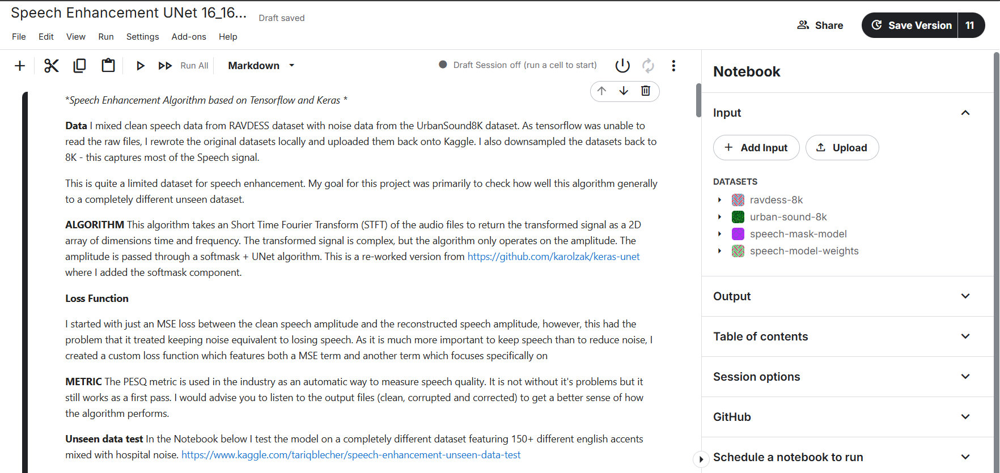 Speech Enhancement UNet 16_16...
Draft saved
File Edit View Run Settings Add-ons Help
Share
Save Version 11
Run All
Markdown
Draft Session off (run a cell to start)
*Speech Enhancement Algorithm based on Tensorflow and Keras *
Data I mixed clean speech data from RAVDESS dataset with noise data from the UrbanSound8K dataset. As tensorflow was unable to
read the raw files, I rewrote the original datasets locally and uploaded them back onto Kaggle. I also downsampled the datasets back to
8K - this captures most of the Speech signal.
This is quite a limited dataset for speech enhancement. My goal for this project was primarily to check how well this algorithm generally
to a completely different unseen dataset.
ALGORITHM This algorithm takes an Short Time Fourier Transform (STFT) of the audio files to return the transformed signal as a 2D
array of dimensions time and frequency. The transformed signal is complex, but the algorithm only operates on the amplitude. The
amplitude is passed through a softmask + UNet algorithm. This is a re-worked version from https://github.com/karolzak/keras-unet
where I added the softmask component.
Loss Function
I started with just an MSE loss between the clean speech amplitude and the reconstructed speech amplitude, however, this had the
problem that it treated keeping noise equivalent to losing speech. As it is much more important to keep speech than to reduce noise, I
created a custom loss function which features both a MSE term and another term which focuses specifically on
METRIC The PESQ metric is used in the industry as an automatic way to measure speech quality. It is not without it's problems but it
still works as a first pass. I would advise you to listen to the output files (clean, corrupted and corrected) to get a better sense of how
the algorithm performs.
Unseen data test In the Notebook below I test the model on a completely different dataset featuring 150+ different english accents
mixed with hospital noise. https://www.kaggle.com/tariqblecher/speech-enhancement-unseen-data-test
Notebook
Input
Add Input
Upload
DATASETS
ravdess-8k
urban-sound-8k
speech-mask-model
speech-model-weights
Output
Table of contents
Session options
GitHub
Schedule a notebook to run